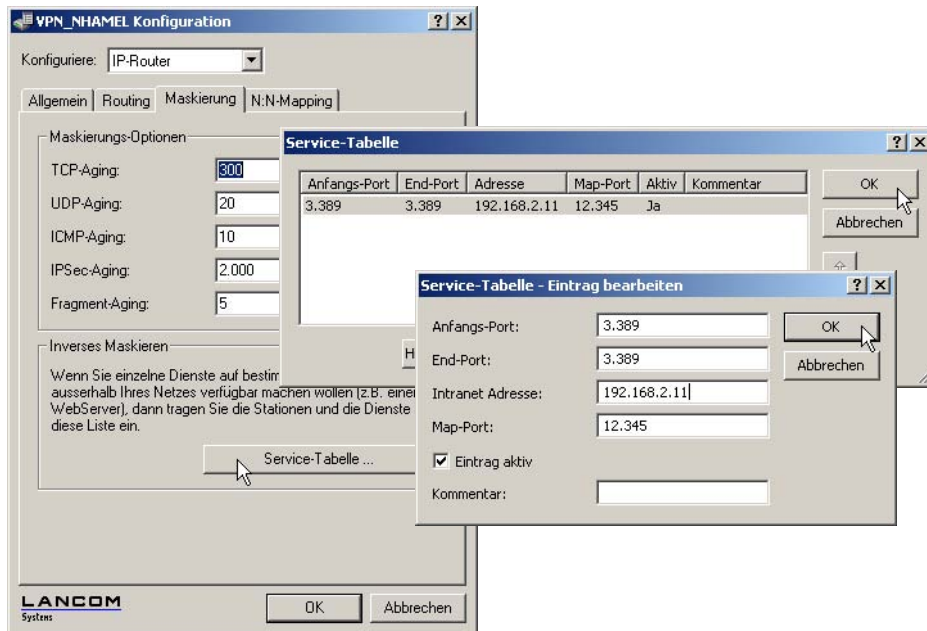 VPN_NHAMEL Konfiguration
Konfiguriere: IP-Router
Allgemein Routing Maskierung N:N-Mapping
Maskierungs-Optionen
TCP-Aging: 300
UDP-Aging: 20
ICMP-Aging: 10
IPSec-Aging: 2.000
Fragment-Aging: 5
Inverses Maskieren
Wenn Sie einzelne Dienste auf
ausserhalb Ihres Netzes verfügbar machen wollen (z.B.
WebServer), dann tragen Sie die Stationen und die Dienste
diese Liste ein.
Service-Tabelle ...
LANCOM
Systems
OK Abbrechen
Service-Tabelle
Anfangs-Port End-Port Adresse Map-Port Aktiv Kommentar
3.389 3.389 192.168.2.11 12.345 Ja
OK
Abbrechen
Service-Tabelle - Eintrag bearbeiten
Anfangs-Port: 3.389
End-Port: 3.389
Intranet Adresse: 192.168.2.11
Map-Port: 12.345
Eintrag aktiv
Kommentar:
OK
Abbrechen